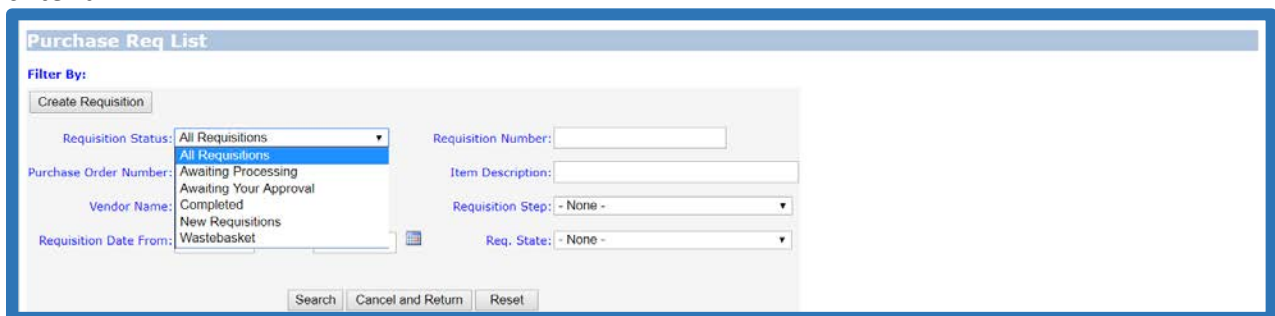 Purchase Req List
Filter By:
Create Requisition
Requisition Status: All Requisitions Requisition Number:
All Requisitions
Purchase Order Number: Awaiting Processing Item Description:
Awaiting Your Approval
Vendor Name: Completed Requisition Step: - None -
New Requisitions
Requisition Date From: Wastebasket Req. State: - None -
Search Cancel and Return Reset